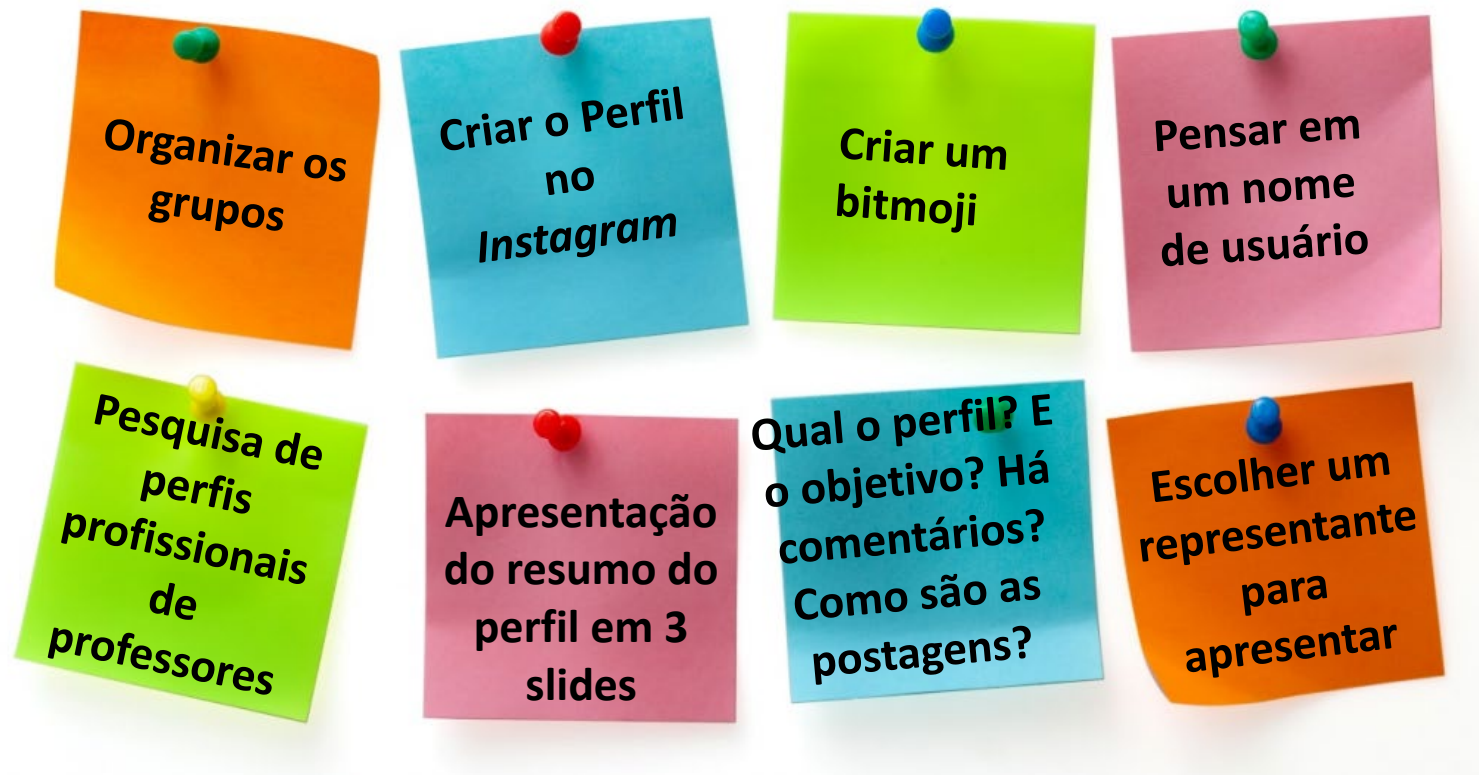 Organizar os
grupos
Criar o Perfil
no
Instagram
Criar um
bitmoji
Pensar em
um nome
de usuário
Pesquisa de
perfis
profissionais
de
professores
Apresentação
do resumo do
perfil em 3
slides
Qual o perfil? E
o objetivo? Há
comentários?
Como são as
postagens?
Escolher um
representante
para
apresentar